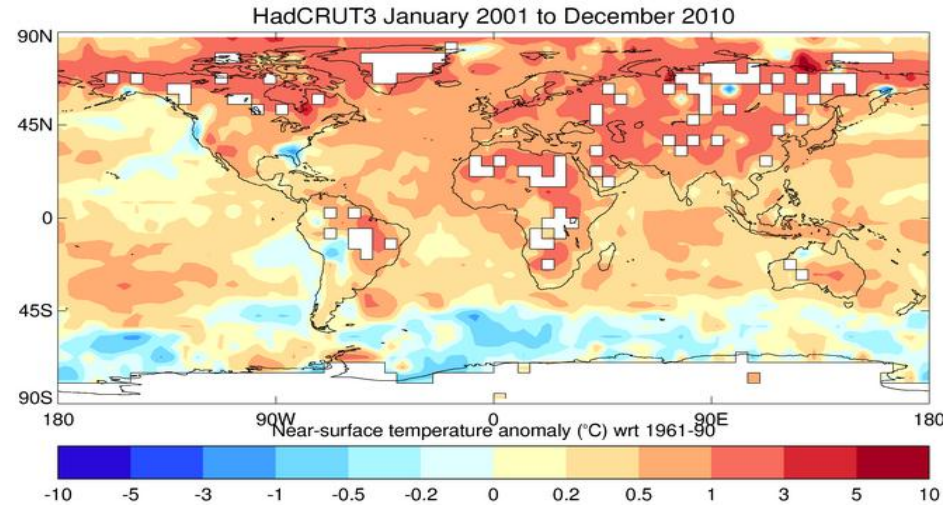 HadCRUT3 January 2001 to December 2010
90N
45N
0
45S
90S
180 90W 0 90E 180
Near-surface temperature anomaly (°C) wrt 1961-90
-10 -5 -3 -1 -0.5 -0.2 0 0.2 0.5 1 3 5 10